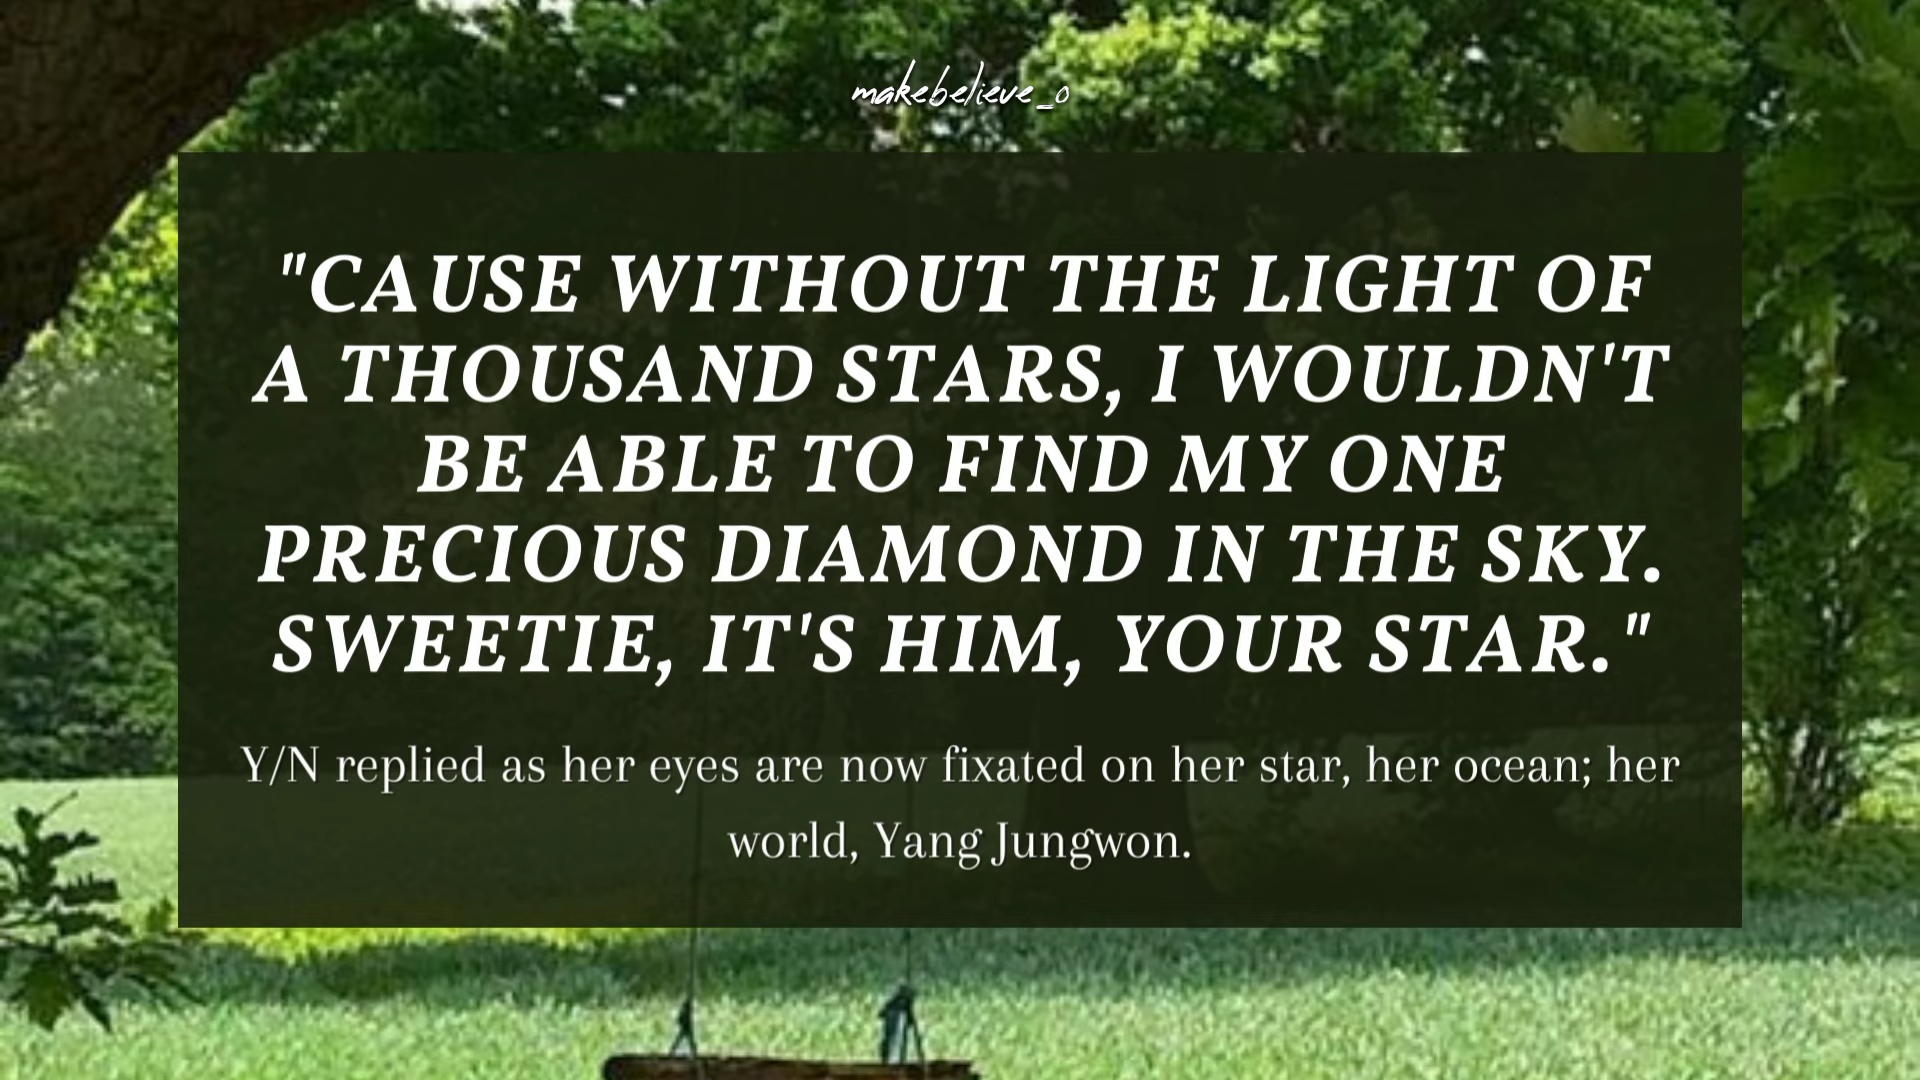 makebelieve_o
"CAUSE WITHOUT THE LIGHT OF
A THOUSAND STARS, I WOULDN'T
BE ABLE TO FIND MY ONE
PRECIOUS DIAMOND IN THE SKY.
SWEETIE, IT'S HIM, YOUR STAR."
Y/N replied as her eyes are now fixated on her star, her ocean; her
world, Yang Jungwon.